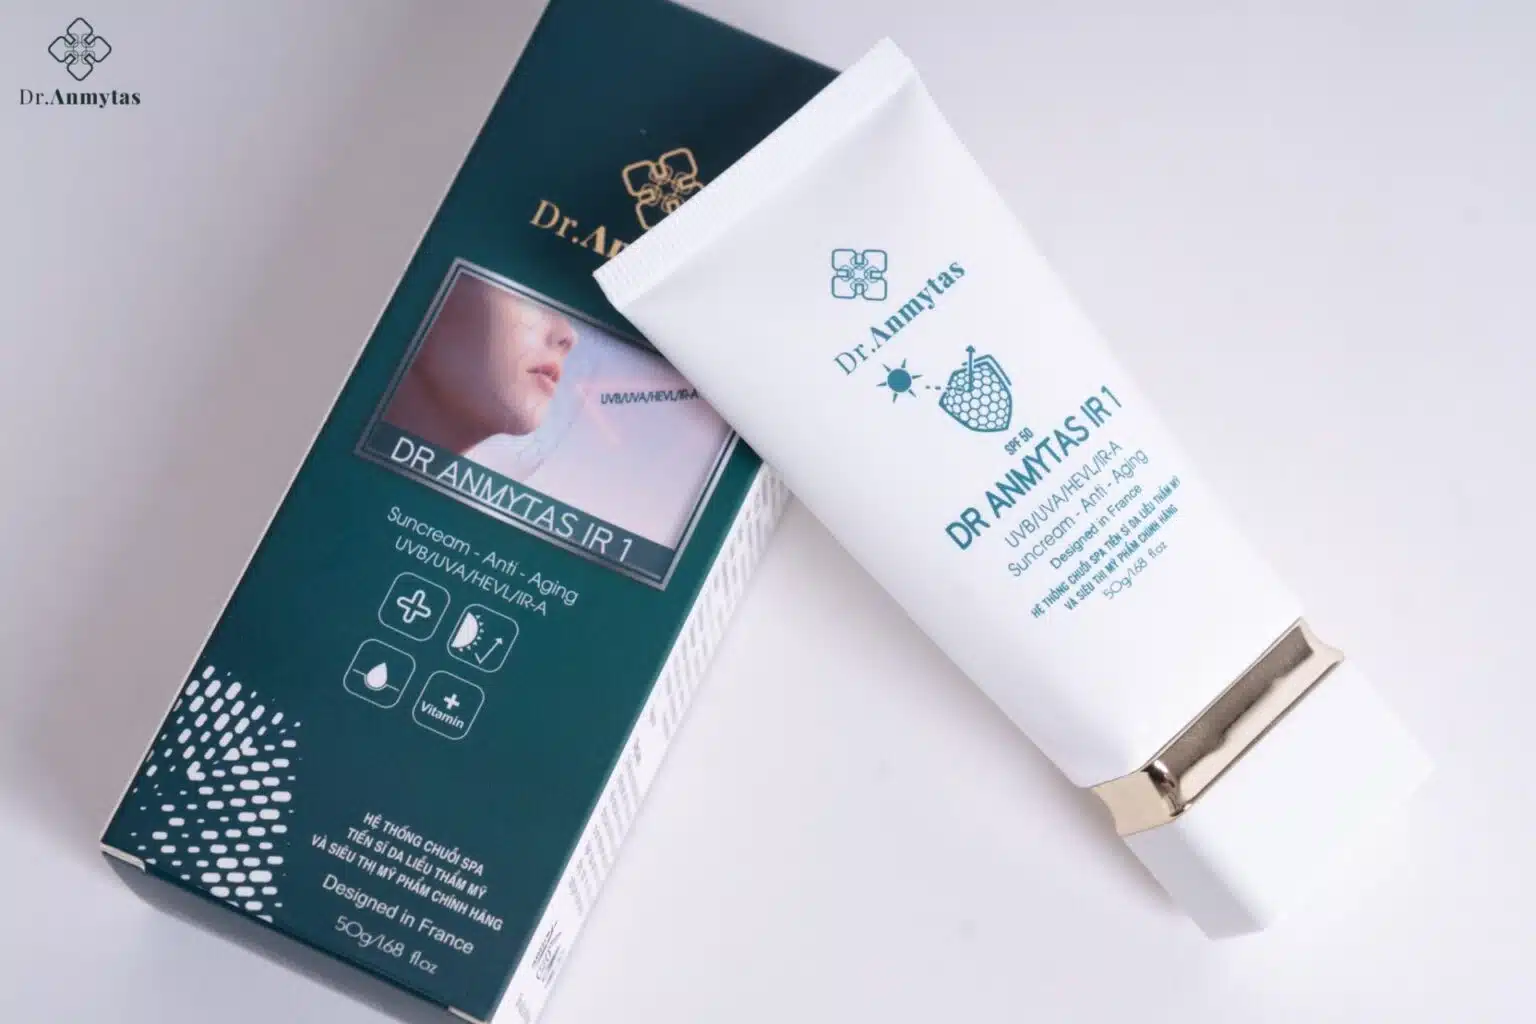 Dr.Anmytas
Dr.An
UVB/UVA/HEVL/IR-A
DR ANMYTAS IR 1
Suncream - Anti - Aging
UVB/UVA/HEVL/IR-A
Vitamin
HỆ THỐNG CHUỖI SPA
TIẾN SĨ DA LIỄU THẨM MỸ
VÀ SIÊU THỊ MỸ PHẨM CHÍNH HÃNG
Designed in France
50g/1.68 fl.oz
Dr.Anmytas
SPF 50
DR ANMYTAS IR 1
UVB/UVA/HEVL/IR-A
Suncream - Anti - Aging
Designed in France
HỆ THỐNG CHUỖI SPA TIẾN SĨ DA LIỄU THẨM MỸ
VÀ SIÊU THỊ MỸ PHẨM CHÍNH HÃNG
50g/1.68 fl.oz